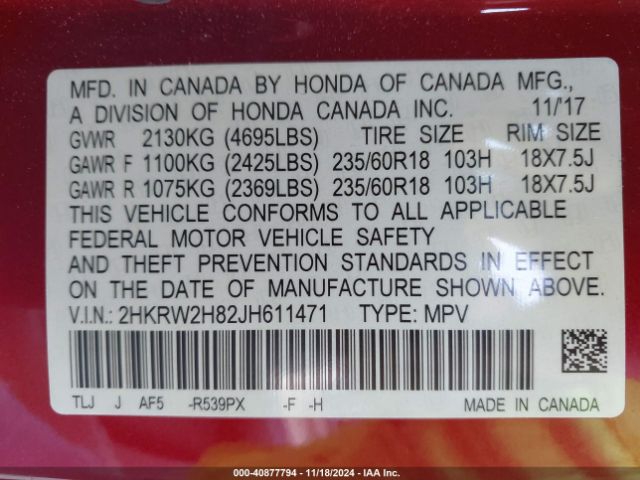 MFD. IN CANADA BY HONDA OF CANADA MFG.,
A DIVISION OF HONDA CANADA INC. 11/17
GVWR 2130KG (4695LBS) TIRE SIZE RIM SIZE
GAWR F 1100KG (2425LBS) 235/60R18 103H 18X7.5J
GAWR R 1075KG (2369LBS) 235/60R18 103H 18X7.5J
THIS VEHICLE CONFORMS TO ALL APPLICABLE
FEDERAL MOTOR VEHICLE SAFETY
AND THEFT PREVENTION STANDARDS IN EFFECT
ON THE DATE OF MANUFACTURE SHOWN ABOVE.
V.I.N.: 2HKRW2H82JH611471 TYPE: MPV
TLJ J AF5 -R539PX -F -H MADE IN CANADA
000-40877794 - 11/18/2024 - IAA Inc.